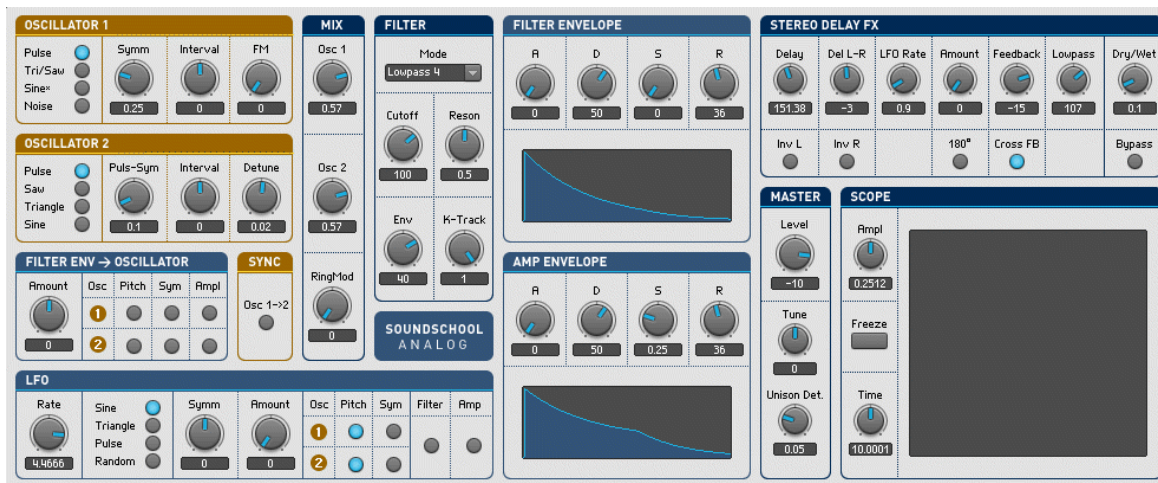 OSCILLATOR 1
Pulse
Tri/Saw
Sine×
Noise
Symm Interval FM
0.25 0 0
OSCILLATOR 2
Pulse
Saw
Triangle
Sine
Puls-Sym Interval Detune
0.1 0 0.02
FILTER ENV → OSCILLATOR
Amount Osc Pitch Sym Ampl
1
2
0
SYNC
Osc 1->2
MIX
Osc 1
0.57
Osc 2
0.57
RingMod
0
FILTER
Mode
Lowpass 4
Cutoff Reson
100 0.5
Env K-Track
40 1
SOUNDSCHOOL
ANALOG
LFO
Rate
4.4666
Sine
Triangle
Pulse
Random
Symm Amount
0 0
Osc Pitch Sym Filter Amp
1
2
FILTER ENVELOPE
A D S R
0 50 0 36
AMP ENVELOPE
A D S R
0 50 0.25 36
STEREO DELAY FX
Delay Del L-R LFO Rate Amount Feedback Lowpass Dry/Wet
151.38 -3 0.9 0 -15 107 0.1
Inv L Inv R 180° Cross FB Bypass
MASTER
Level
-10
Tune
0
Unison Det.
0.05
SCOPE
Ampl
0.2512
Freeze
Time
10.0001